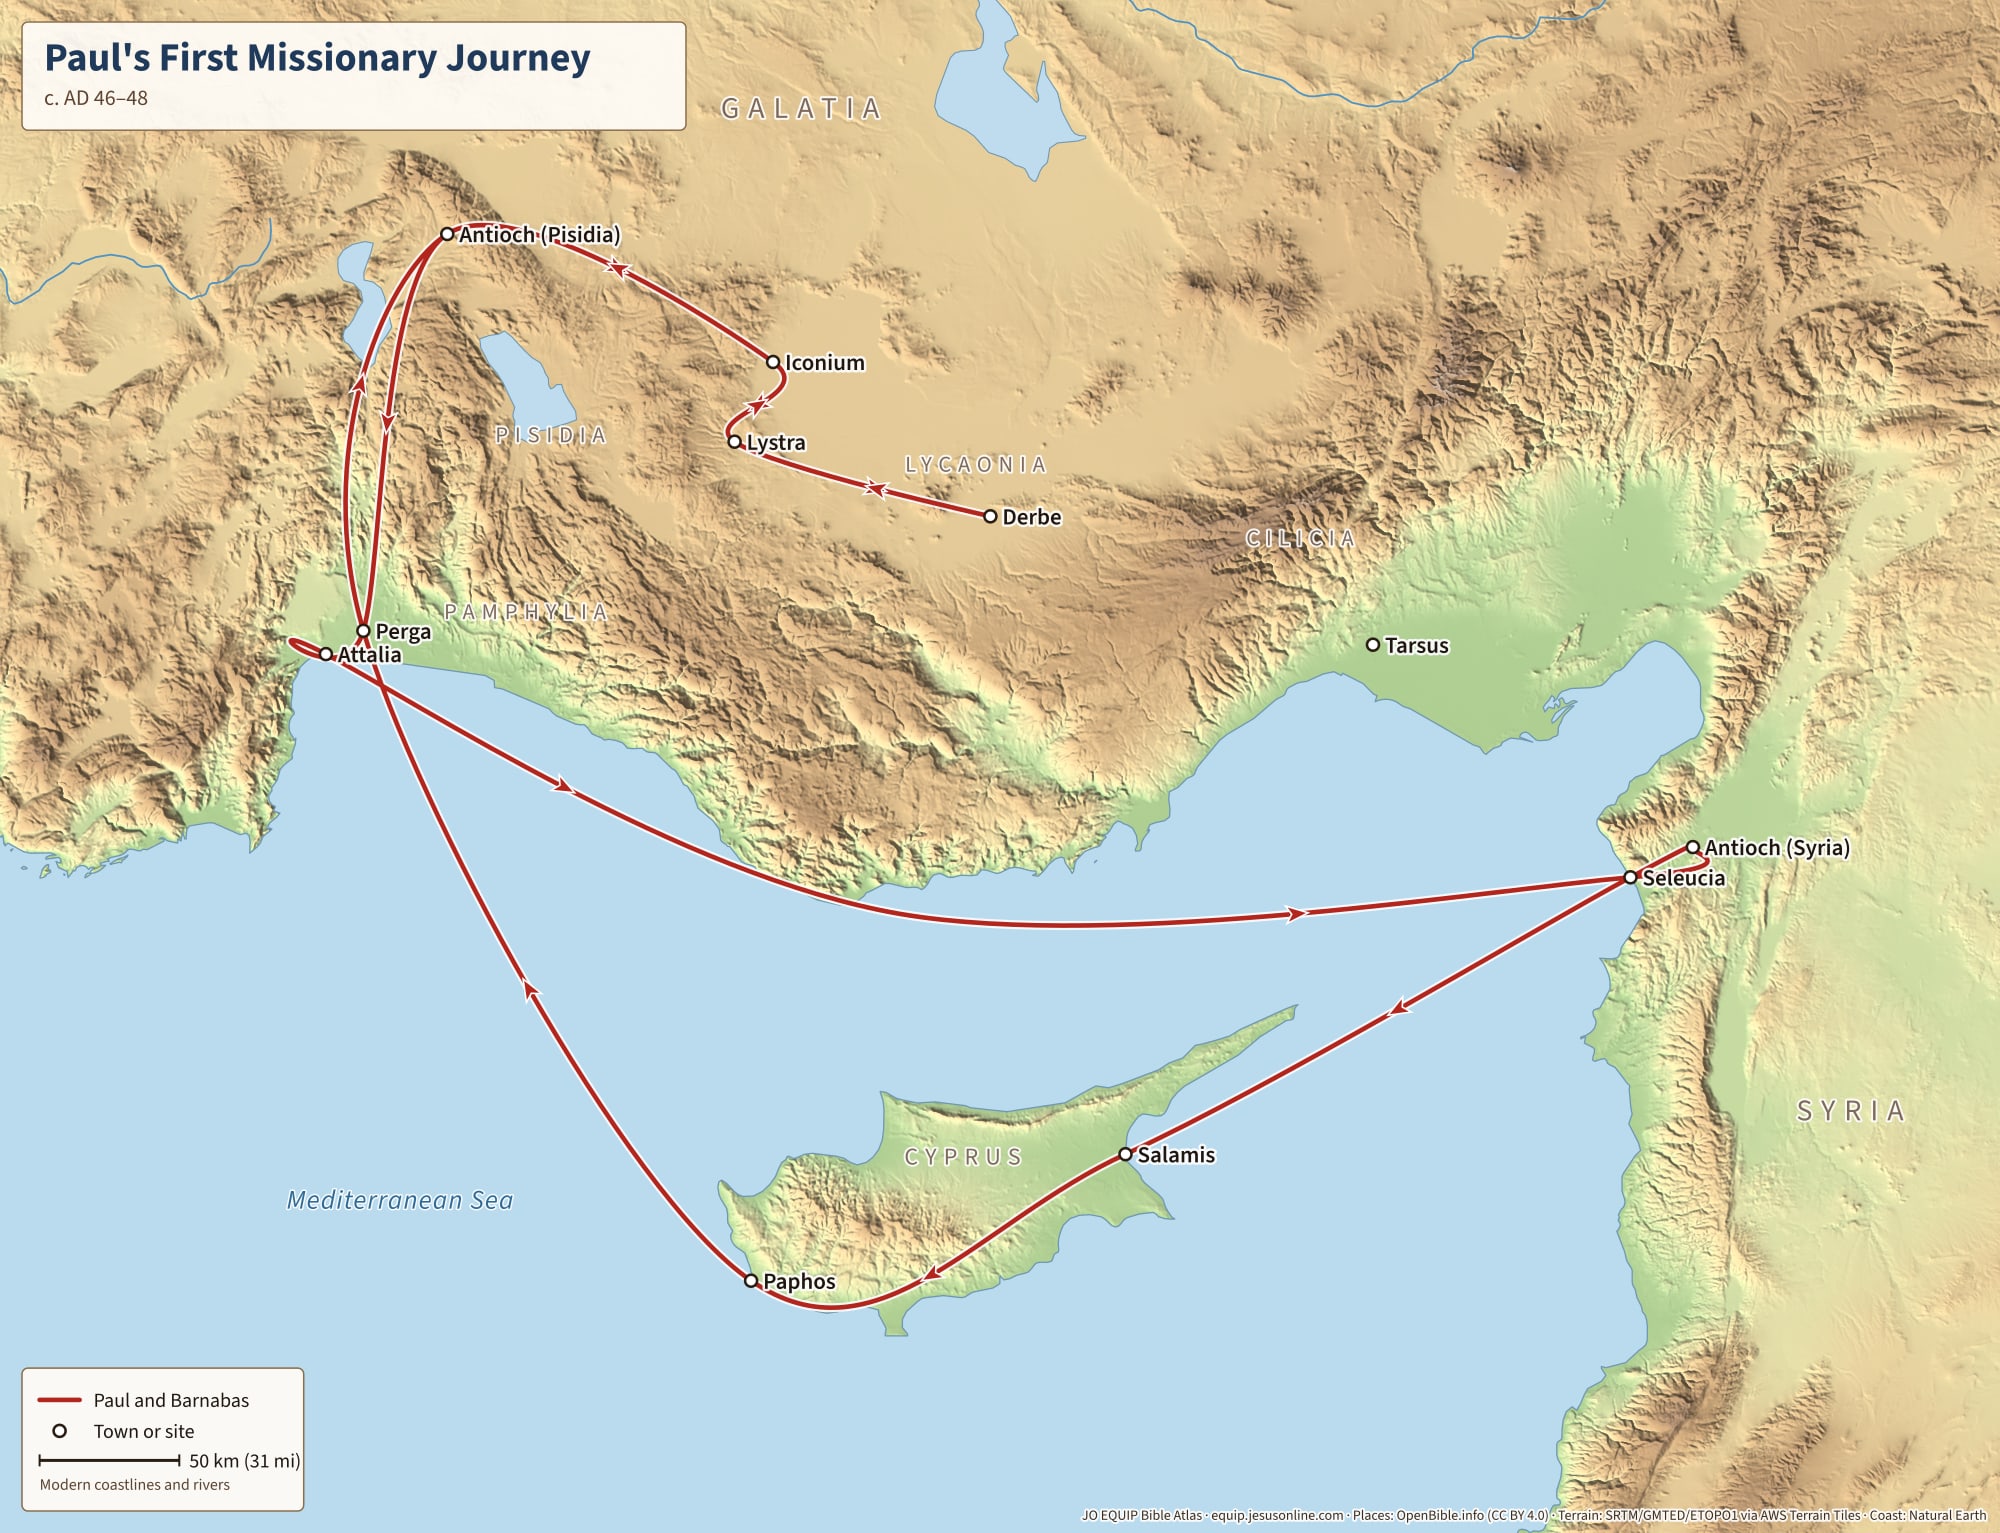 Paul's First Missionary Journey
c. AD 46–48
GALATIA
Antioch (Pisidia)
Iconium
PISIDIA
Lystra
LYCAONIA
Derbe
CILICIA
PAMPHYLIA
Perga
Attalia
Tarsus
Antioch (Syria)
Seleucia
SYRIA
CYPRUS
Salamis
Mediterranean Sea
Paphos
Paul and Barnabas
Town or site
50 km (31 mi)
Modern coastlines and rivers
JO EQUIP Bible Atlas · equip.jesusonline.com · Places: OpenBible.info (CC BY 4.0) · Terrain: SRTM/GMTED/ETOPO1 via AWS Terrain Tiles · Coast: Natural Earth